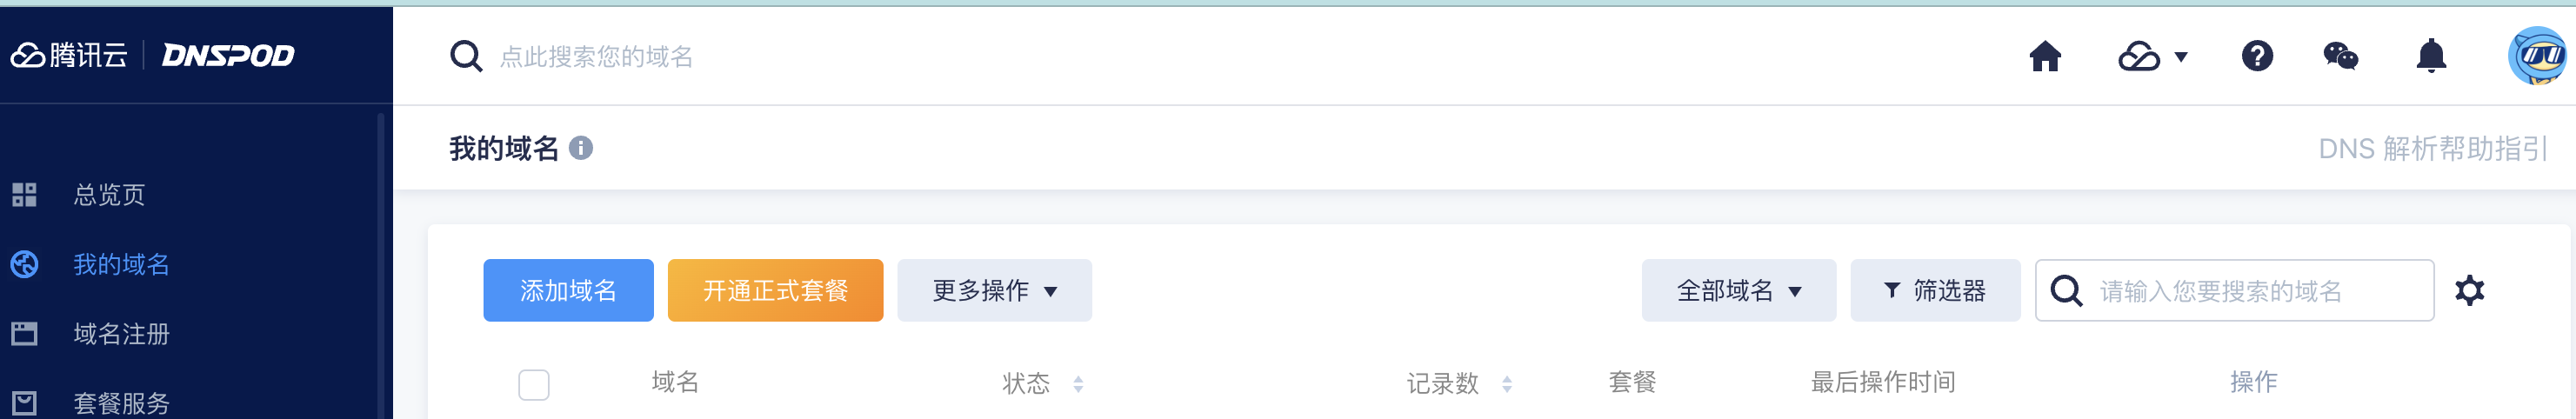 腾讯云 DNSPOD
点此搜索您的域名
我的域名
DNS 解析帮助指引
总览页
我的域名
域名注册
套餐服务
添加域名 开通正式套餐 更多操作 全部域名 筛选器 请输入您要搜索的域名
域名 状态 记录数 套餐 最后操作时间 操作